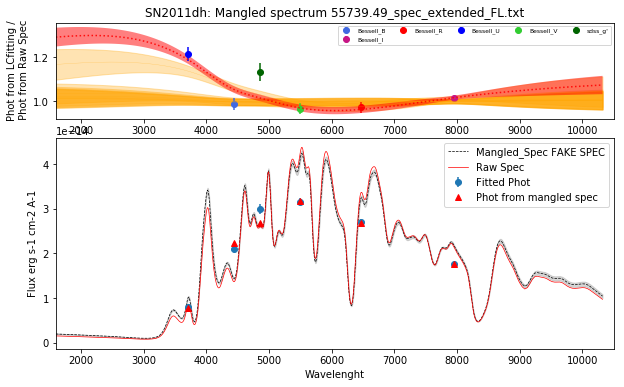 SN2011dh: Mangled spectrum 55739.49_spec_extended_FL.txt
Phot from LCfitting /
Phot from Raw Spec
1.2
1.0
Bessell_B Bessell_R Bessell_U Bessell_V sdss_g'
Bessell_I
2000 3000 4000 5000 6000 7000 8000 9000 10000
1e−14
Flux erg s-1 cm-2 A-1
4
3
2
1
0
Mangled_Spec FAKE SPEC
Raw Spec
Fitted Phot
Phot from mangled spec
2000 3000 4000 5000 6000 7000 8000 9000 10000
Wavelenght